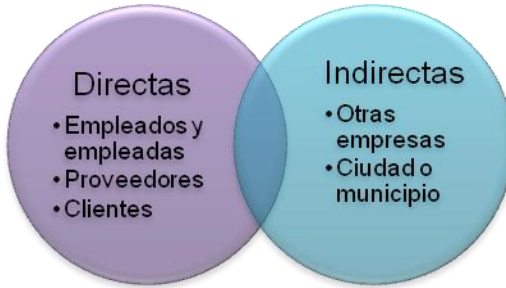 Directas
•Empleados y
empleadas
•Proveedores
•Clientes
Indirectas
•Otras
empresas
•Ciudad o
municipio